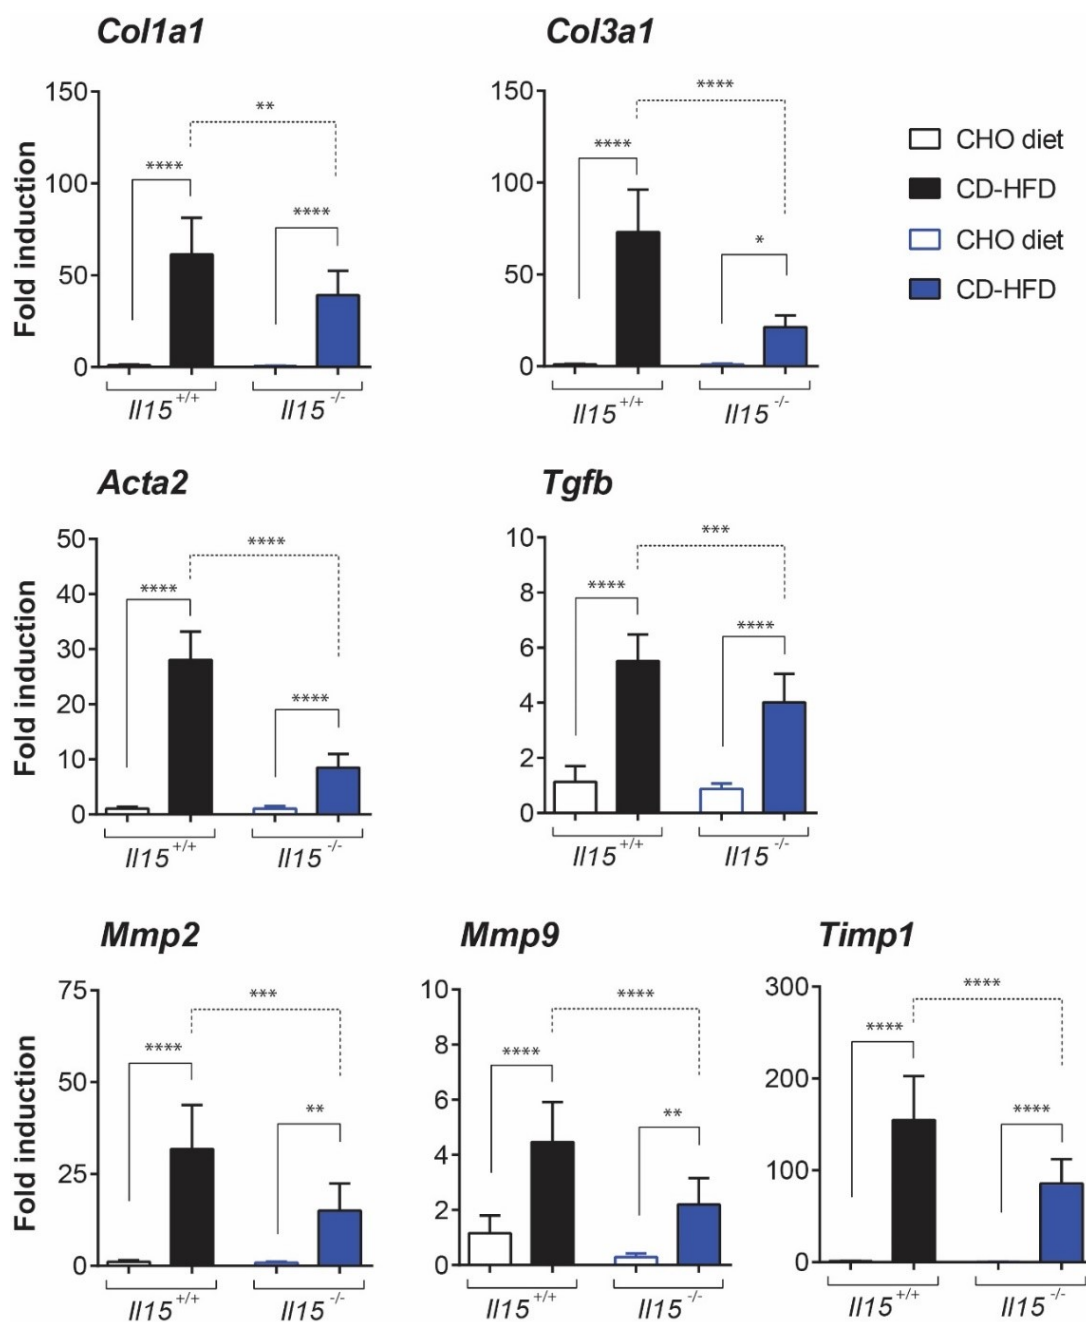 Col1a1
Col3a1
Fold induction
150
100
50
0
****
**
****
Il15 +/+
Il15 -/-
150
100
50
0
****
****
*
Il15 +/+
Il15 -/-
CHO diet
CD-HFD
CHO diet
CD-HFD
Acta2
Tgfb
Fold induction
50
40
30
20
10
0
****
****
****
Il15 +/+
Il15 -/-
10
8
6
4
2
0
****
***
****
Il15 +/+
Il15 -/-
Mmp2
Mmp9
Timp1
Fold induction
75
50
25
0
****
***
**
Il15 +/+
Il15 -/-
10
8
6
4
2
0
****
****
**
Il15 +/+
Il15 -/-
300
200
100
0
****
****
****
Il15 +/+
Il15 -/-